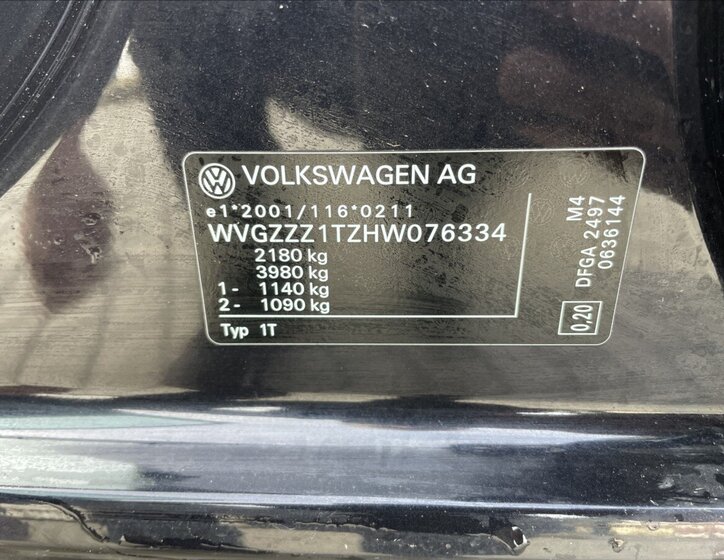 VOLKSWAGEN AG
e1*2001/116*0211
WVGZZZ1TZHW076334
2180 kg
3980 kg
1- 1140 kg
2- 1090 kg
Typ 1T
M4
DFGA 2497
0636144
0.20